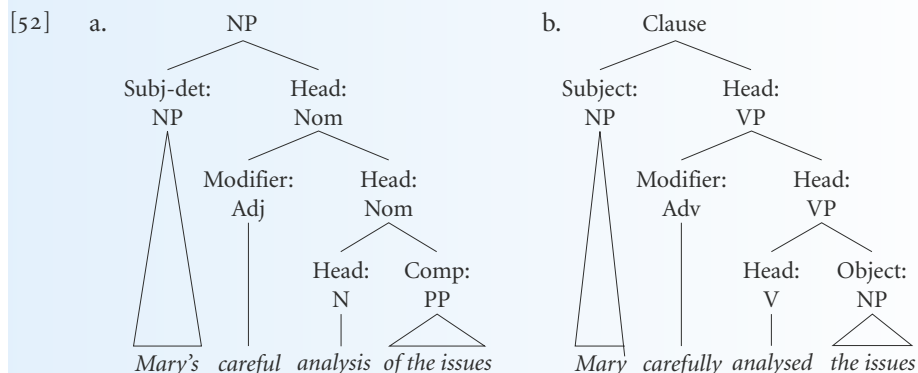 [52] a. NP b. Clause
Subj-det: Head: Subject: Head:
NP Nom NP VP
Modifier: Head: Modifier: Head:
Adj Nom Adv VP
Head: Comp: Head: Object:
N PP V NP
Mary's careful analysis of the issues Mary carefully analysed the issues